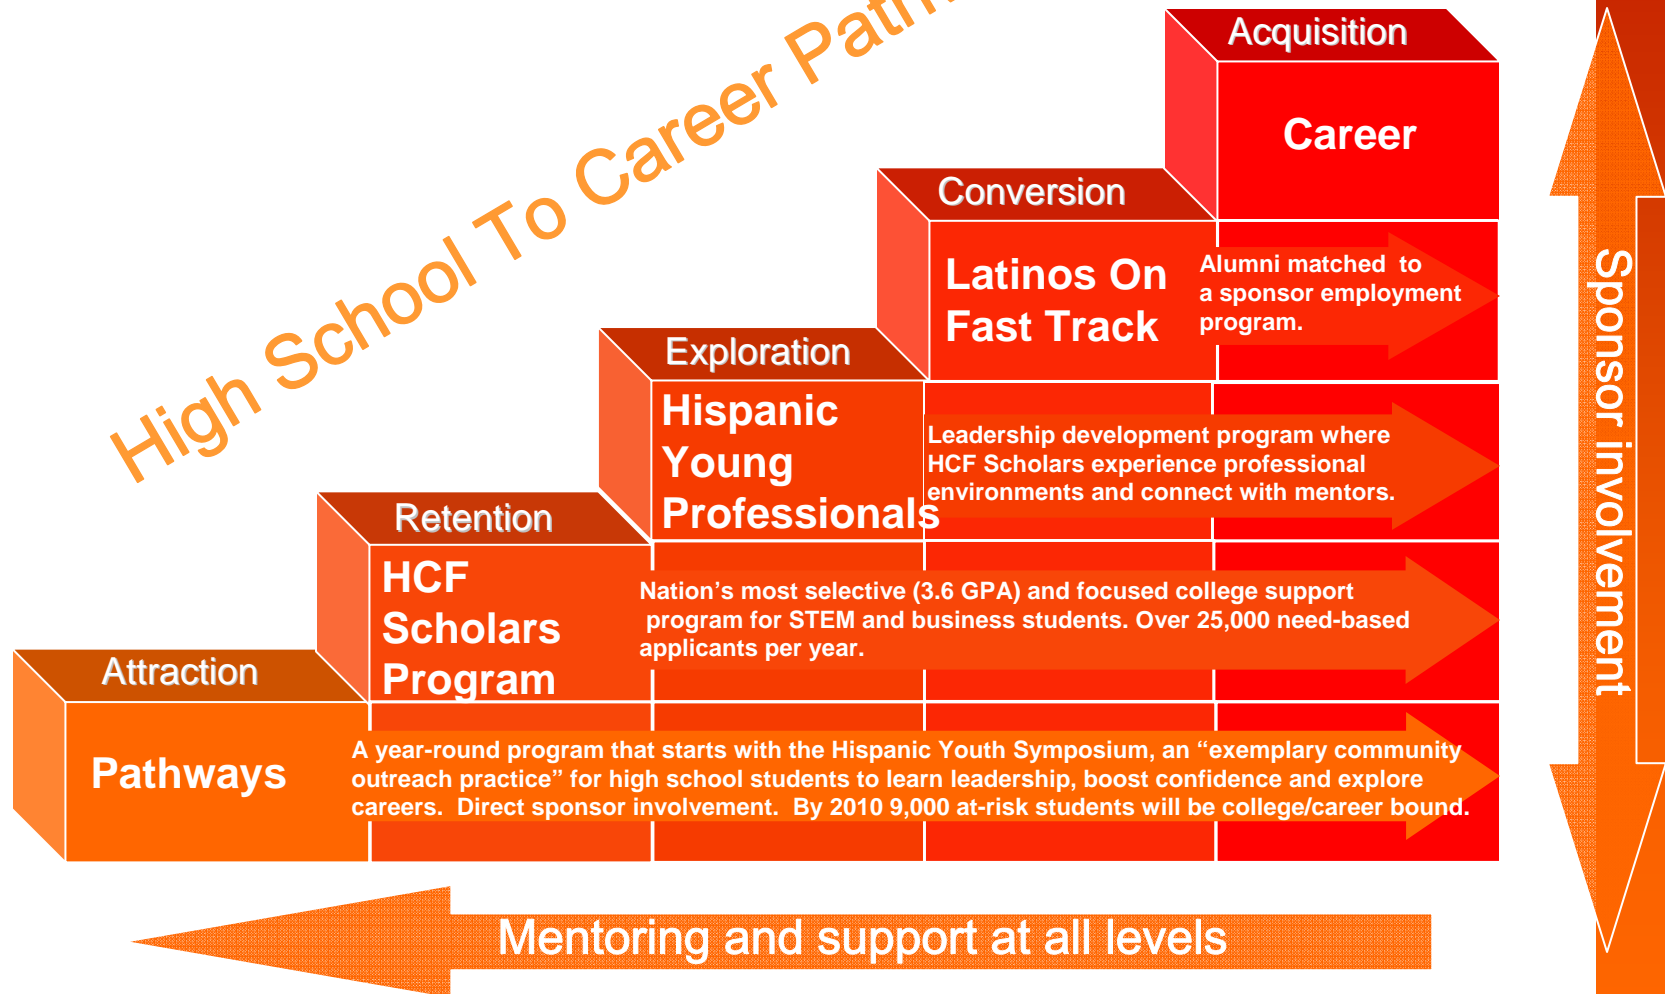 High School To Career
Acquisition
Career
Conversion
Latinos On
Fast Track
Alumni matched to
a sponsor employment
program.
Exploration
Hispanic
Young
Professionals
Leadership development program where
HCF Scholars experience professional
environments and connect with mentors.
Retention
HCF
Scholars
Program
Nation’s most selective (3.6 GPA) and focused college support
program for STEM and business students. Over 25,000 need-based
applicants per year.
Attraction
Pathways
A year-round program that starts with the Hispanic Youth Symposium, an “exemplary community
outreach practice” for high school students to learn leadership, boost confidence and explore
careers. Direct sponsor involvement. By 2010 9,000 at-risk students will be college/career bound.
Mentoring and support at all levels
Sponsor involvement